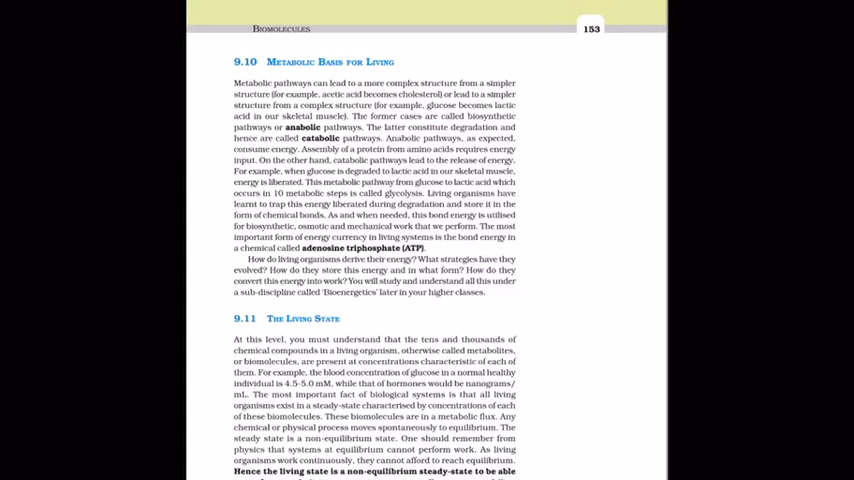 BIOMOLECULES
153
9.10 METABOLIC BASIS FOR LIVING
Metabolic pathways can lead to a more complex structure from a simpler
structure (for example, acetic acid becomes cholesterol) or lead to a simpler
structure from a complex structure (for example, glucose becomes lactic
acid in our skeletal muscle). The former cases are called biosynthetic
pathways or anabolic pathways. The latter constitute degradation and
hence are called catabolic pathways. Anabolic pathways, as expected,
consume energy. Assembly of a protein from amino acids requires energy
input. On the other hand, catabolic pathways lead to the release of energy.
For example, when glucose is degraded to lactic acid in our skeletal muscle,
energy is liberated. This metabolic pathway from glucose to lactic acid which
occurs in 10 metabolic steps is called glycolysis. Living organisms have
learnt to trap this energy liberated during degradation and store it in the
form of chemical bonds. As and when needed, this bond energy is utilised
for biosynthetic, osmotic and mechanical work that we perform. The most
important form of energy currency in living systems is the bond energy in
a chemical called adenosine triphosphate (ATP).
How do living organisms derive their energy? What strategies have they
evolved? How do they store this energy and in what form? How do they
convert this energy into work? You will study and understand all this under
a sub-discipline called 'Bioenergetics' later in your higher classes.
9.11 THE LIVING STATE
At this level, you must understand that the tens and thousands of
chemical compounds in a living organism, otherwise called metabolites,
or biomolecules, are present at concentrations characteristic of each of
them. For example, the blood concentration of glucose in a normal healthy
individual is 4.5-5.0 mM, while that of hormones would be nanograms/
mL. The most important fact of biological systems is that all living
organisms exist in a steady-state characterised by concentrations of each
of these biomolecules. These biomolecules are in a metabolic flux. Any
chemical or physical process moves spontaneously to equilibrium. The
steady state is a non-equilibrium state. One should remember from
physics that systems at equilibrium cannot perform work. As living
organisms work continuously, they cannot afford to reach equilibrium.
Hence the living state is a non-equilibrium steady-state to be able